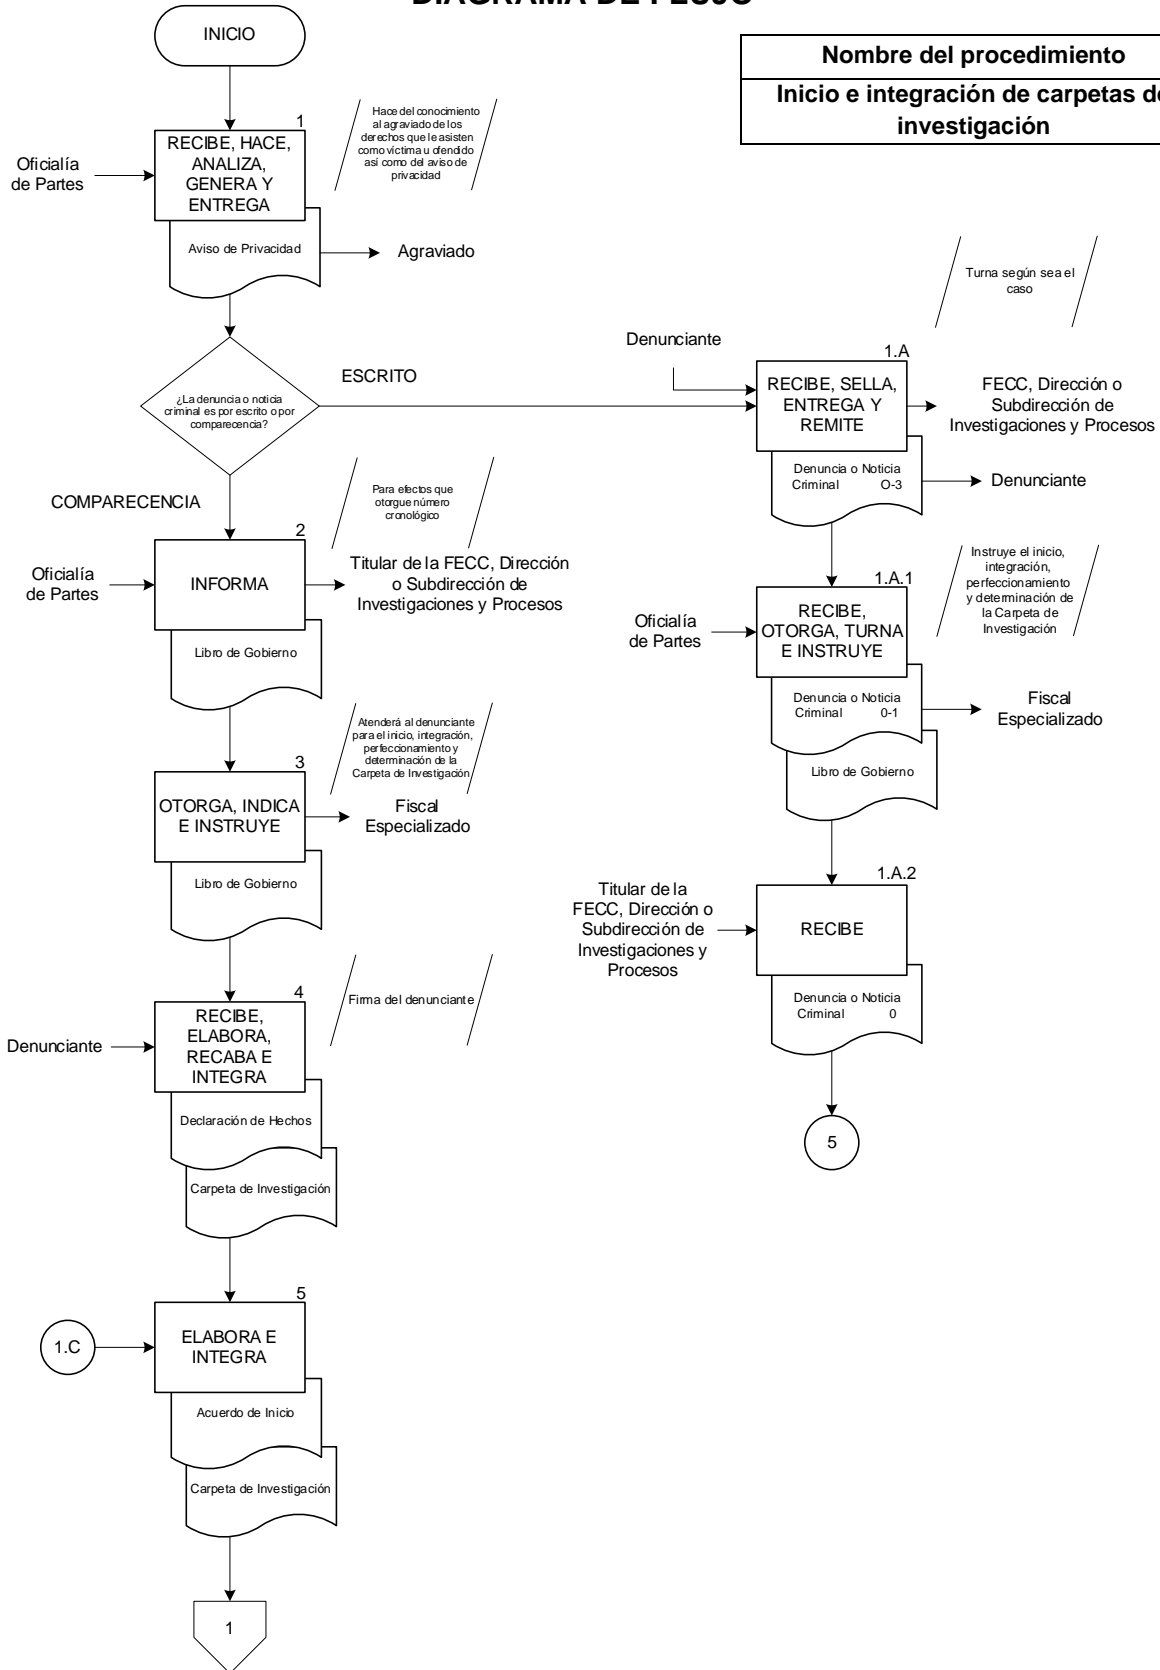 INICIO
Nombre del procedimiento
Inicio e integración de carpetas de
investigación
1
RECIBE, HACE,
ANALIZA,
GENERA Y
ENTREGA
Oficialía
de Partes
Hace del conocimiento
al agraviado de los
derechos que le asisten
como víctima u ofendido
así como del aviso de
privacidad
Aviso de Privacidad
Agraviado
¿La denuncia o noticia
criminal es por escrito o por
comparecencia?
ESCRITO
COMPARECENCIA
2
INFORMA
Oficialía
de Partes
Para efectos que
otorgue número
cronológico
Titular de la FECC, Dirección
o Subdirección de
Investigaciones y Procesos
Libro de Gobierno
3
OTORGA, INDICA
E INSTRUYE
Atenderá al denunciante
para el inicio, integración,
perfeccionamiento y
determinación de la
Carpeta de Investigación
Fiscal
Especializado
Libro de Gobierno
4
RECIBE,
ELABORA,
RECABA E
INTEGRA
Denunciante
Firma del denunciante
Declaración de Hechos
Carpeta de Investigación
5
ELABORA E
INTEGRA
1.C
Acuerdo de Inicio
Carpeta de Investigación
1
Turna según sea el
caso
Denunciante
1.A
RECIBE, SELLA,
ENTREGA Y
REMITE
FECC, Dirección o
Subdirección de
Investigaciones y Procesos
Denuncia o Noticia
Criminal O-3
Denunciante
1.A.1
RECIBE,
OTORGA, TURNA
E INSTRUYE
Oficialía
de Partes
Instruye el inicio,
integración,
perfeccionamiento
y determinación de
la Carpeta de
Investigación
Denuncia o Noticia
Criminal 0-1
Fiscal
Especializado
Libro de Gobierno
1.A.2
RECIBE
Titular de la
FECC, Dirección o
Subdirección de
Investigaciones y
Procesos
Denuncia o Noticia
Criminal 0
5